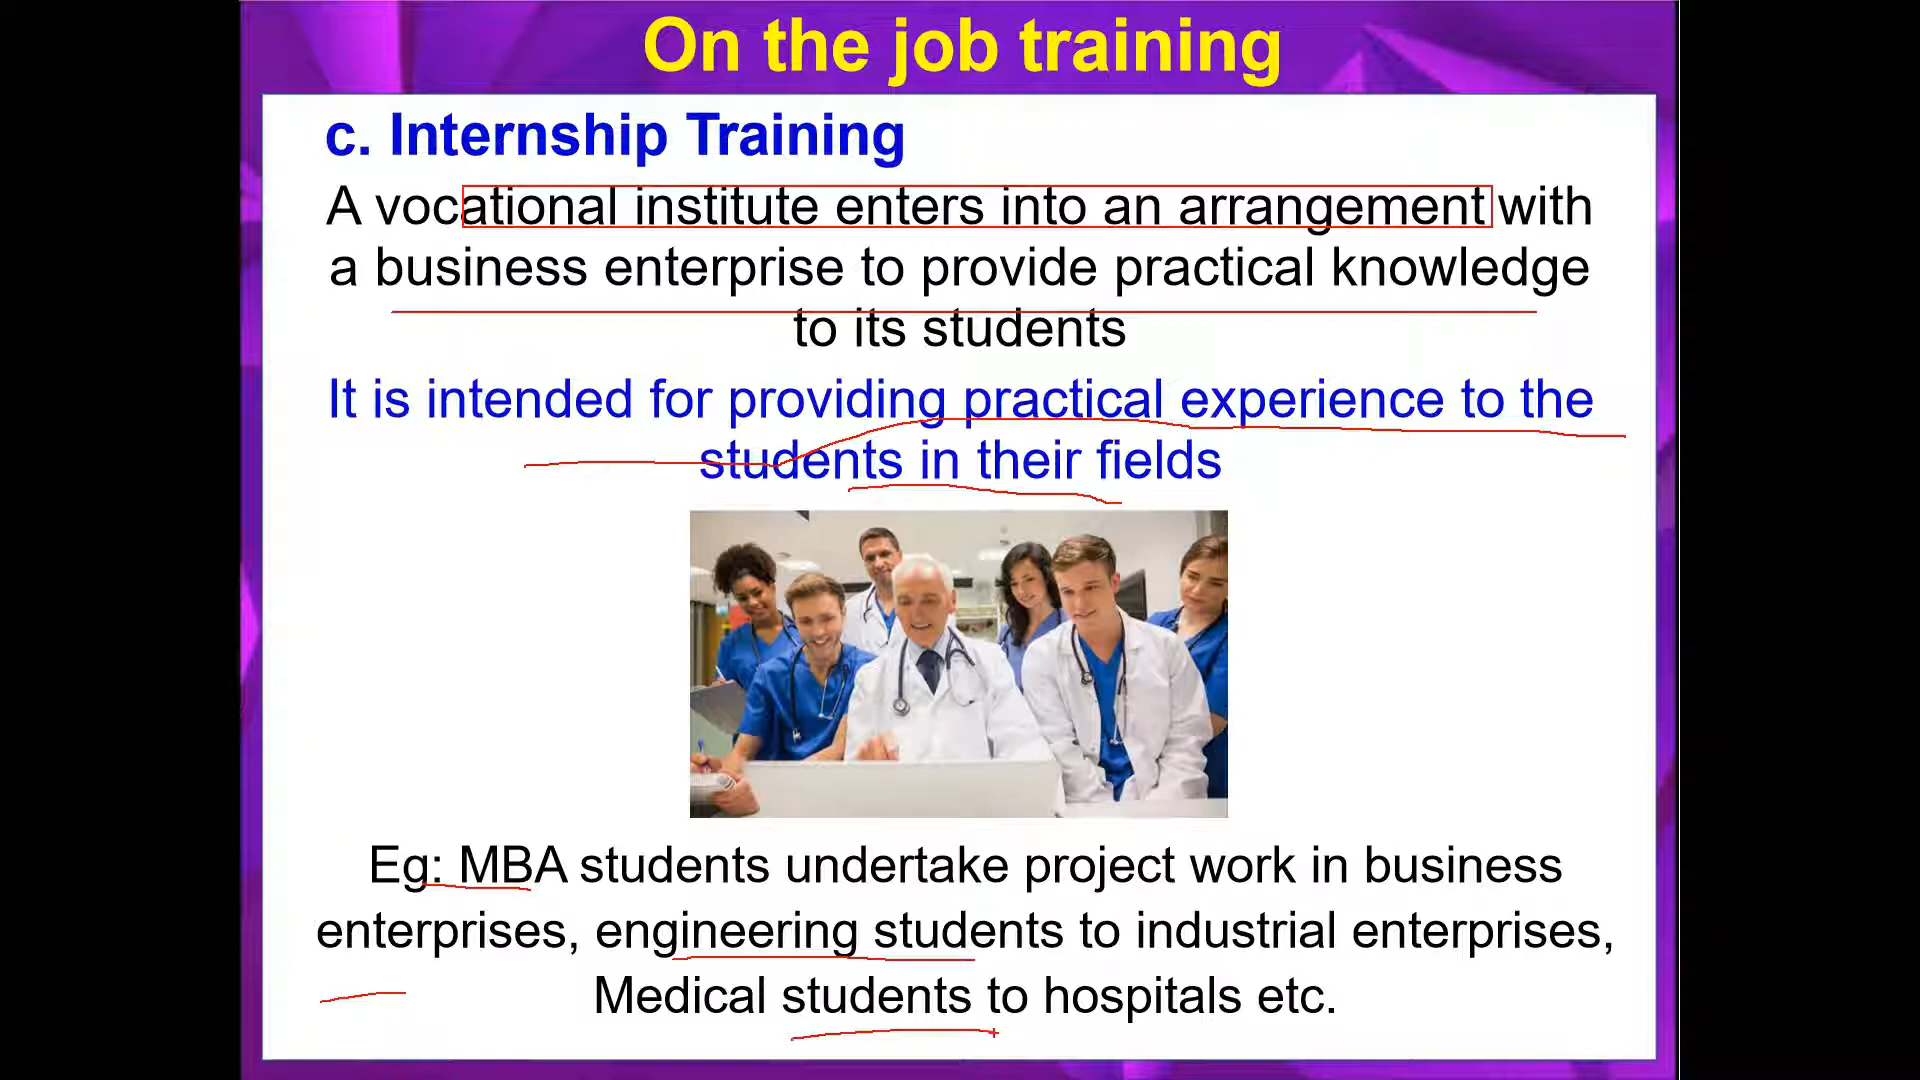 On the job training
c. Internship Training
A vocational institute enters into an arrangement with
a business enterprise to provide practical knowledge
to its students
It is intended for providing practical experience to the
students in their fields
Eg: MBA students undertake project work in business
enterprises, engineering students to industrial enterprises,
Medical students to hospitals etc.